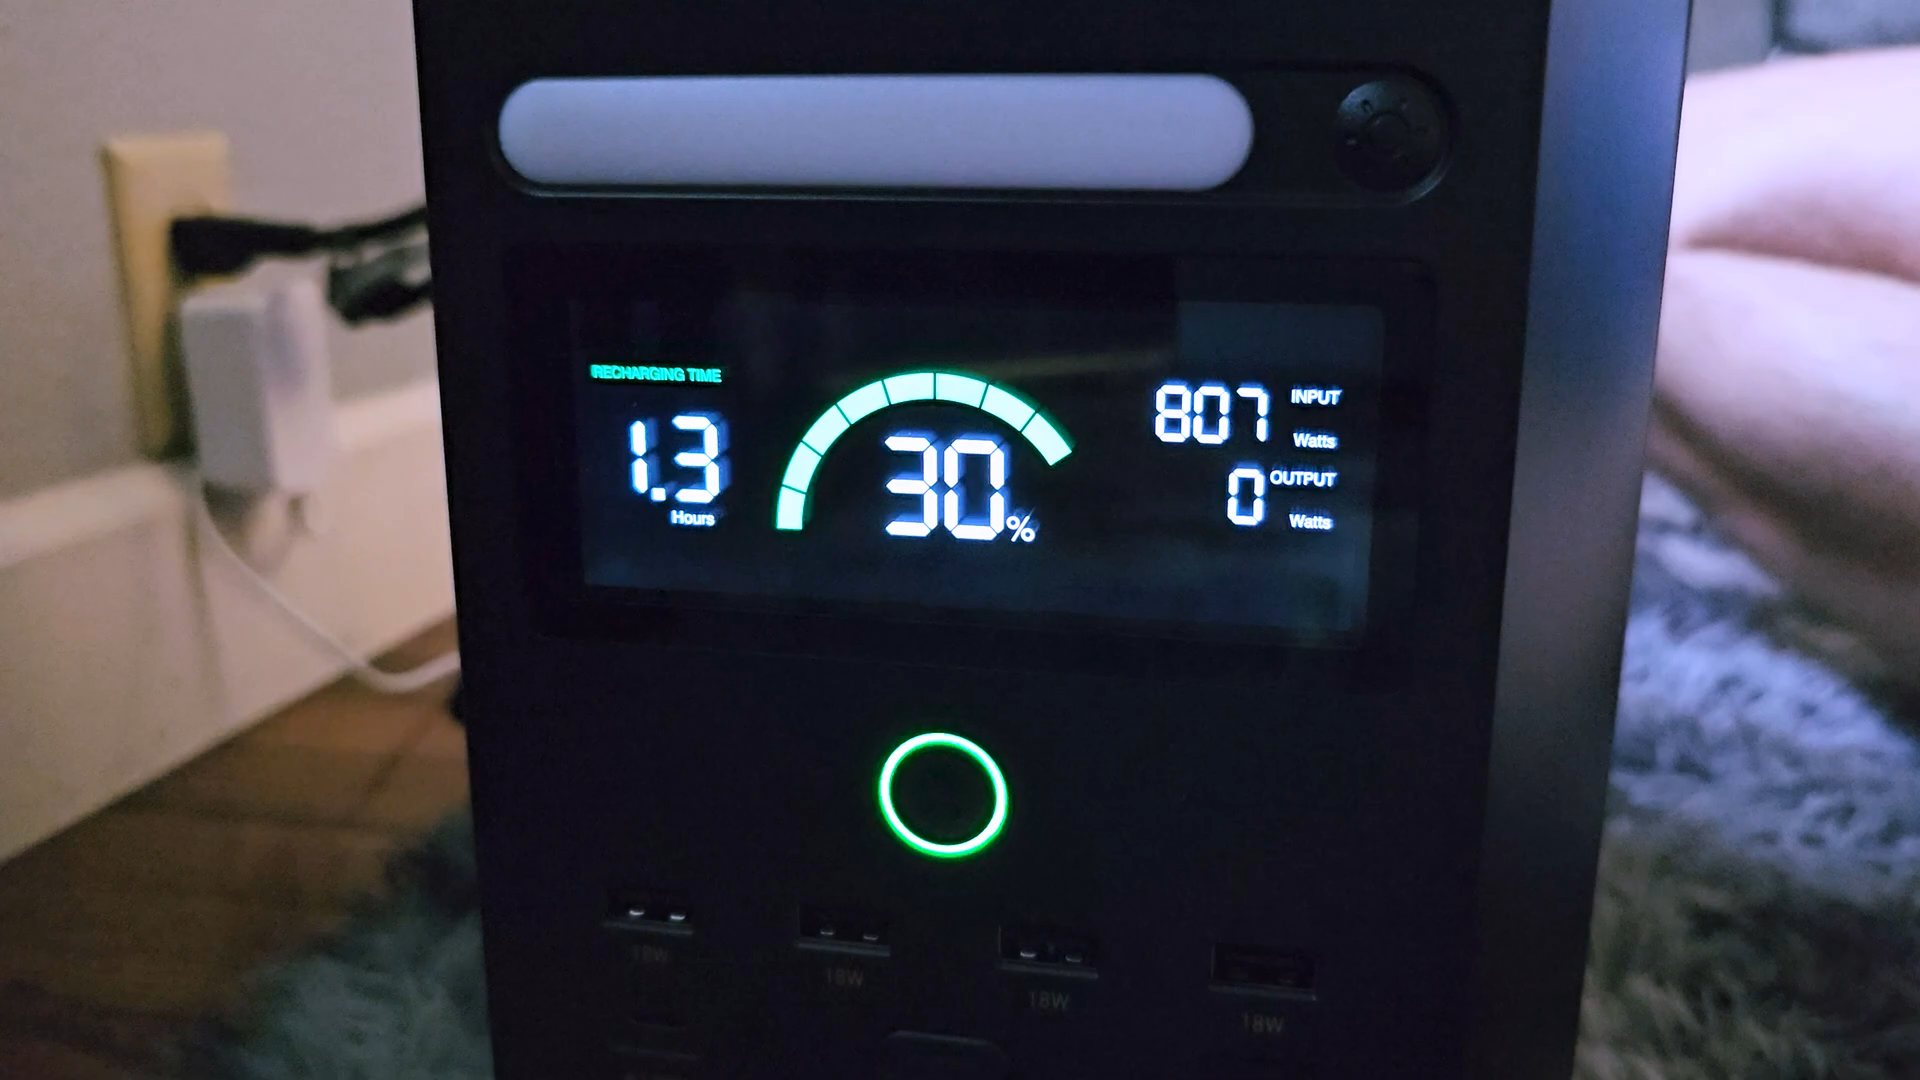 RECHARGING TIME
1.3
Hours
30%
807 INPUT
Watts
0 OUTPUT
Watts
18W
18W
18W
18W